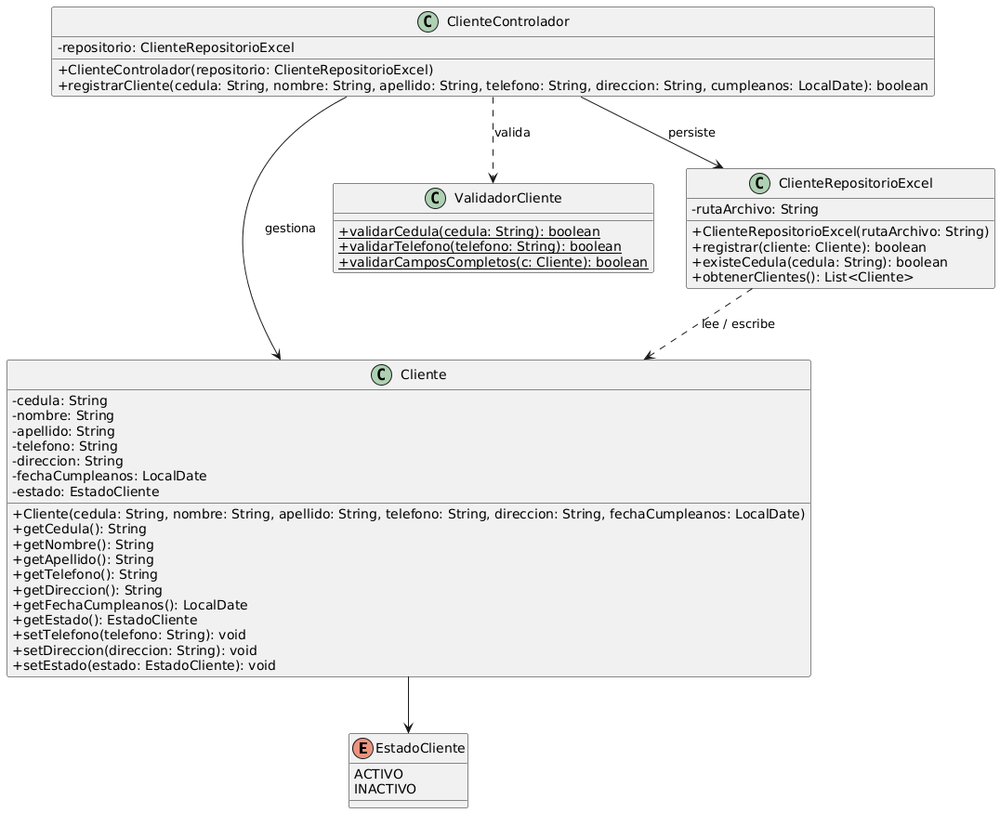 C ClienteControlador
-repositorio: ClienteRepositorioExcel
+ClienteControlador(repositorio: ClienteRepositorioExcel)
+registrarCliente(cedula: String, nombre: String, apellido: String, telefono: String, direccion: String, cumpleanos: LocalDate): boolean
valida
persiste
gestiona
C ValidadorCliente
+validarCedula(cedula: String): boolean
+validarTelefono(telefono: String): boolean
+validarCamposCompletos(c: Cliente): boolean
C ClienteRepositorioExcel
-rutaArchivo: String
+ClienteRepositorioExcel(rutaArchivo: String)
+registrar(cliente: Cliente): boolean
+existeCedula(cedula: String): boolean
+obtenerClientes(): List<Cliente>
lee / escribe
C Cliente
-cedula: String
-nombre: String
-apellido: String
-telefono: String
-direccion: String
-fechaCumpleanos: LocalDate
-estado: EstadoCliente
+Cliente(cedula: String, nombre: String, apellido: String, telefono: String, direccion: String, fechaCumpleanos: LocalDate)
+getCedula(): String
+getNombre(): String
+getApellido(): String
+getTelefono(): String
+getDireccion(): String
+getFechaCumpleanos(): LocalDate
+getEstado(): EstadoCliente
+setTelefono(telefono: String): void
+setDireccion(direccion: String): void
+setEstado(estado: EstadoCliente): void
E EstadoCliente
ACTIVO
INACTIVO